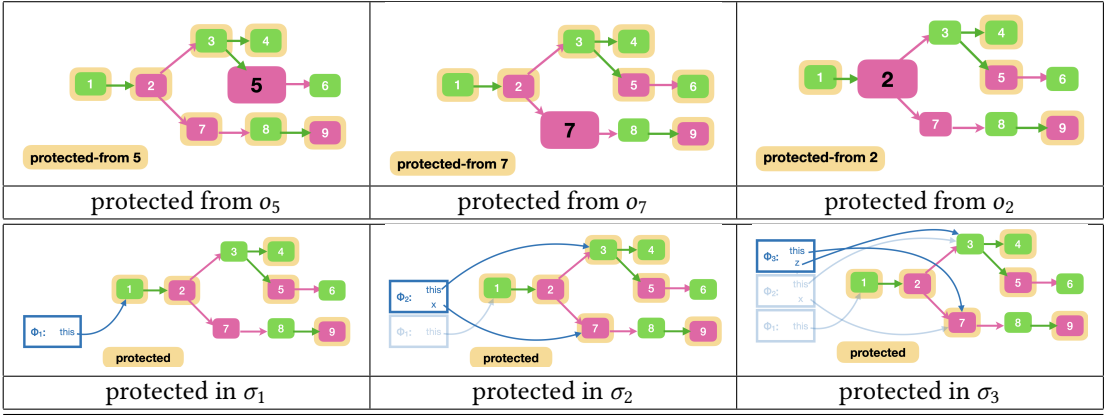 1
2
3
4
5
6
7
8
9
protected-from 5
1
2
3
4
5
6
7
8
9
protected-from 7
1
2
3
4
5
6
7
8
9
protected-from 2
protected from o₅
protected from o₇
protected from o₂
1
2
3
4
5
6
7
8
9
Φ₁: this
protected
1
2
3
4
5
6
7
8
9
Φ₂: this
x
Φ₁: this
protected
1
2
3
4
5
6
7
8
9
Φ₃: this
z
Φ₂: this
x
Φ₁: this
protected
protected in σ₁
protected in σ₂
protected in σ₃